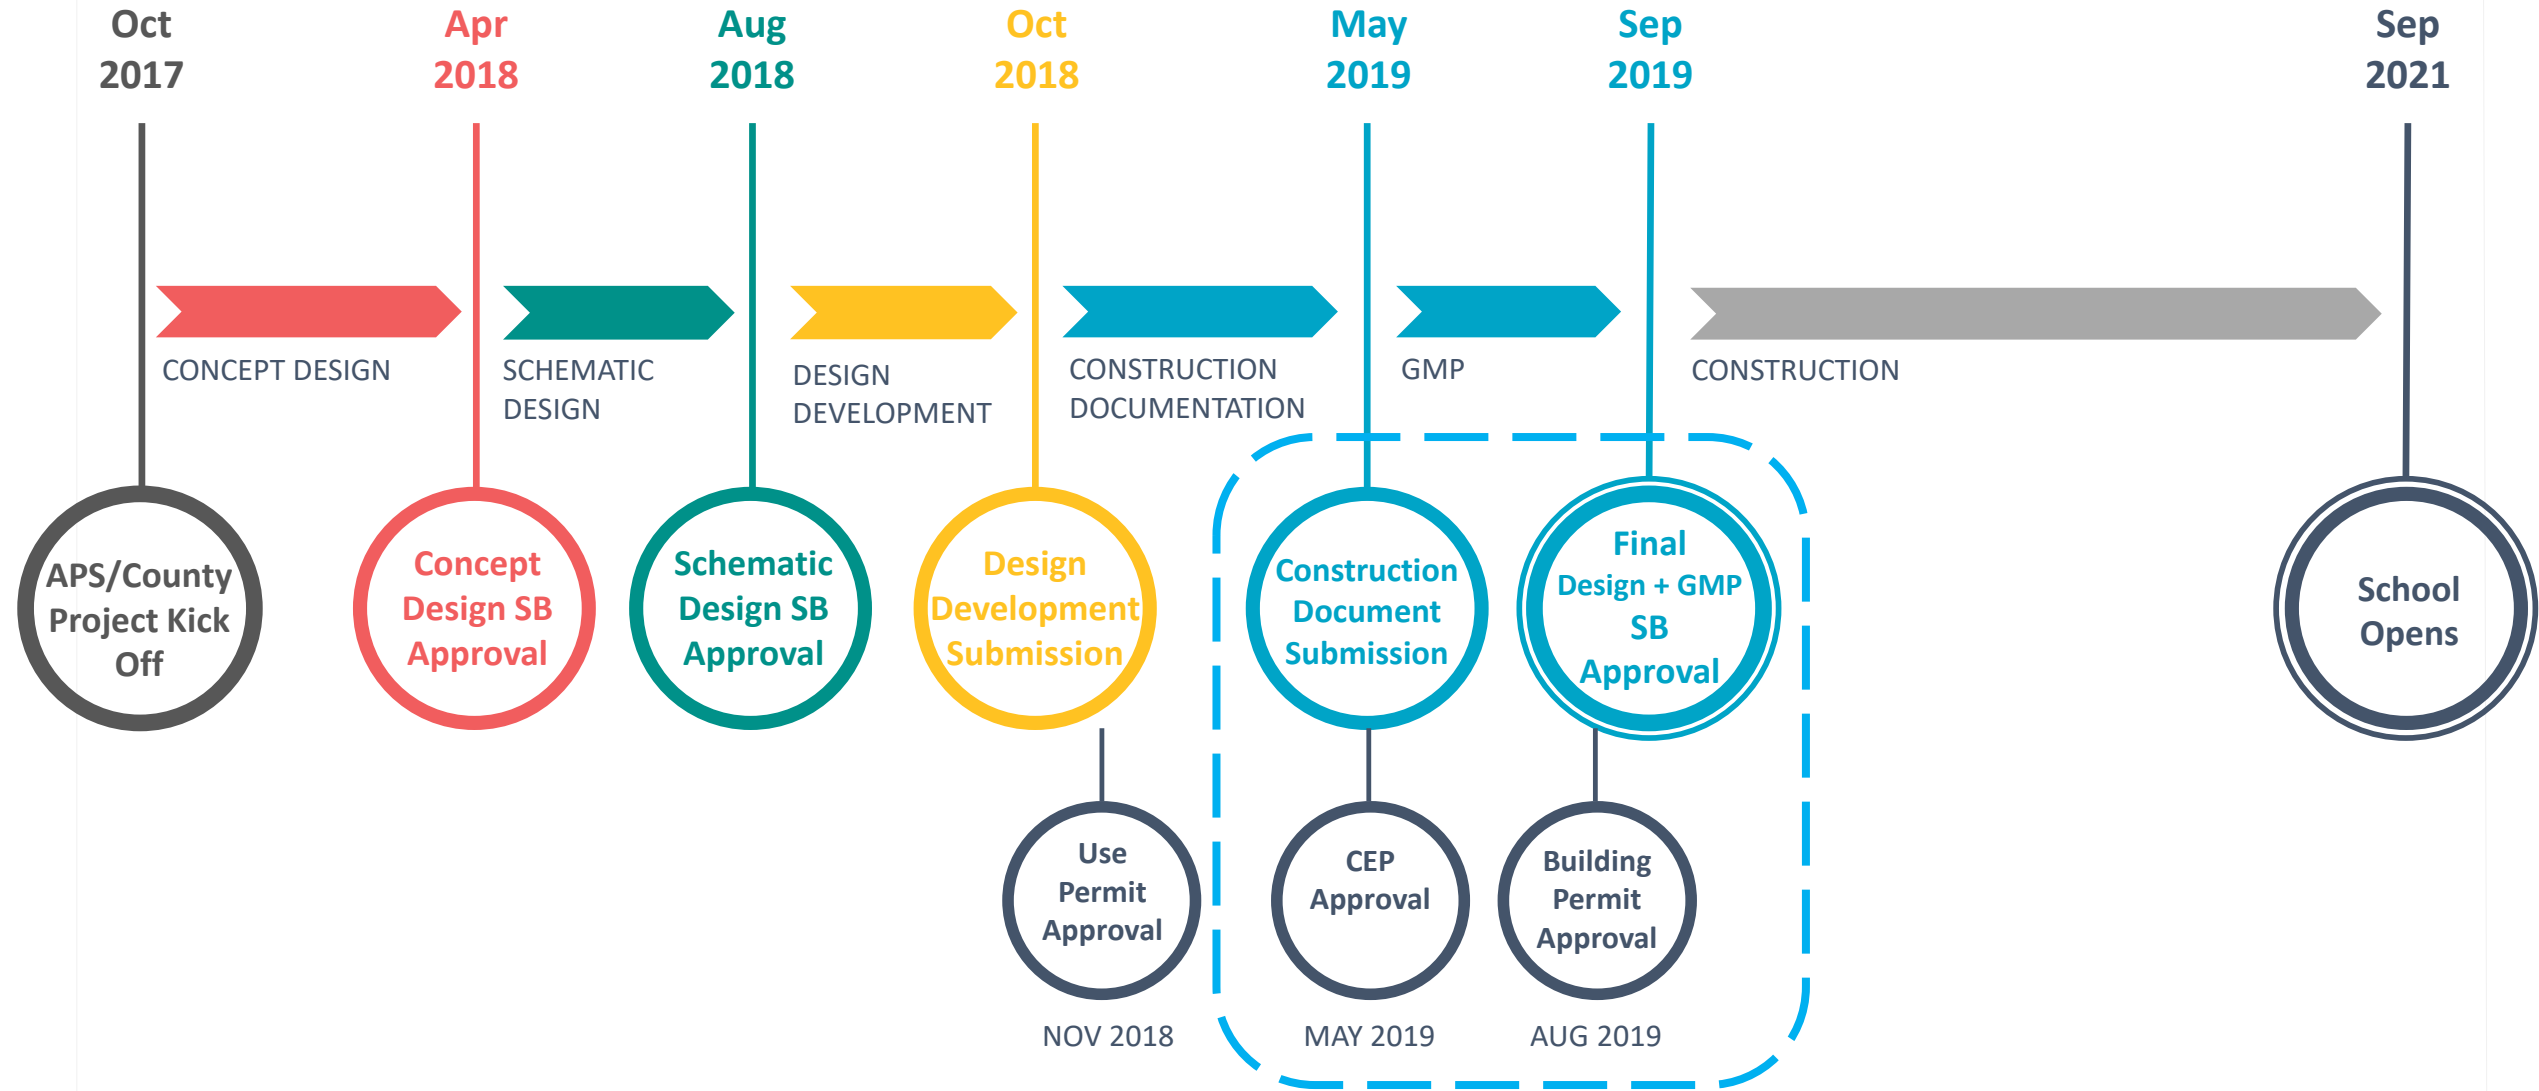 Oct
2017
Apr
2018
Aug
2018
Oct
2018
May
2019
Sep
2019
Sep
2021
CONCEPT DESIGN
SCHEMATIC
DESIGN
DESIGN
DEVELOPMENT
CONSTRUCTION
DOCUMENTATION
GMP
CONSTRUCTION
APS/County
Project Kick
Off
Concept
Design SB
Approval
Schematic
Design SB
Approval
Design
Development
Submission
Construction
Document
Submission
Final
Design + GMP
SB
Approval
School
Opens
Use
Permit
Approval
CEP
Approval
Building
Permit
Approval
NOV 2018
MAY 2019
AUG 2019